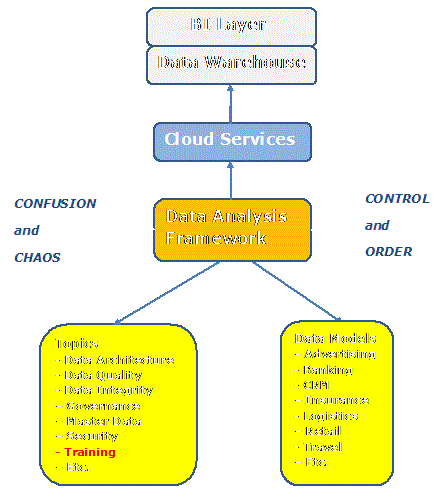 BI Layer
Data Warehouse
Cloud Services
CONFUSION
and
CHAOS
Data Analysis
Framework
CONTROL
and
ORDER
Topics
- Data Architecture
- Data Quality
- Data Integrity
- Governance
- Master Data
- Security
- Training
- Etc.
Data Models
- Advertising
- Banking
- CRM
- Insurance
- Logistics
- Retail
- Travel
- Etc.